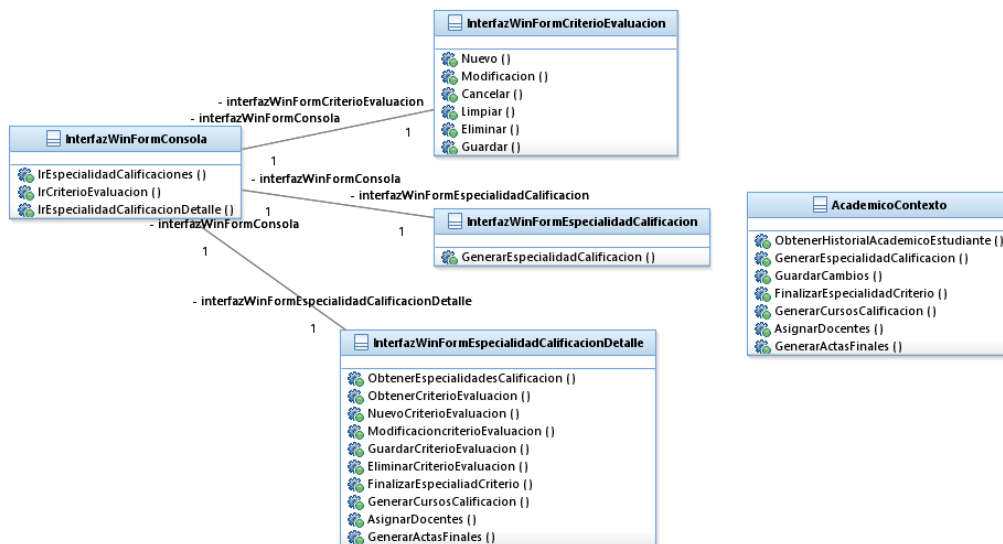 InterfazWinFormCriterioEvaluacion
Nuevo ()
Modificacion ()
Cancelar ()
Limpiar ()
Eliminar ()
Guardar ()
- interfazWinFormCriterioEvaluacion
- interfazWinFormConsola
1
1
InterfazWinFormConsola
IrEspecialidadCalificaciones ()
IrCriterioEvaluacion ()
IrEspecialidadCalificacionDetalle ()
- interfazWinFormConsola
- interfazWinFormEspecialidadCalificacion
1
1
InterfazWinFormEspecialidadCalificacion
GenerarEspecialidadCalificacion ()
- interfazWinFormConsola
1
- interfazWinFormEspecialidadCalificacionDetalle
1
InterfazWinFormEspecialidadCalificacionDetalle
ObtenerEspecialidadesCalificacion ()
ObtenerCriterioEvaluacion ()
NuevoCriterioEvaluacion ()
ModificacioncriterioEvaluacion ()
GuardarCriterioEvaluacion ()
EliminarCriterioEvaluacion ()
FinalizarEspecialiadCriterio ()
GenerarCursosCalificacion ()
AsignarDocentes ()
GenerarActasFinales ()
AcademicoContexto
ObtenerHistorialAcademicoEstudiante ()
GenerarEspecialidadCalificacion ()
GuardarCambios ()
FinalizarEspecialidadCriterio ()
GenerarCursosCalificacion ()
AsignarDocentes ()
GenerarActasFinales ()